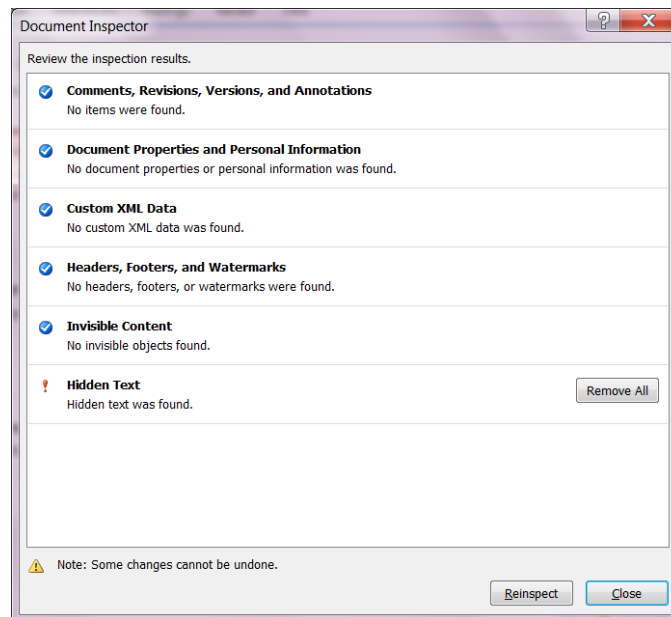 Document Inspector
?
X
Review the inspection results.
Comments, Revisions, Versions, and Annotations
No items were found.
Document Properties and Personal Information
No document properties or personal information was found.
Custom XML Data
No custom XML data was found.
Headers, Footers, and Watermarks
No headers, footers, or watermarks were found.
Invisible Content
No invisible objects found.
! Hidden Text
Hidden text was found.
Remove All
Note: Some changes cannot be undone.
Reinspect Close